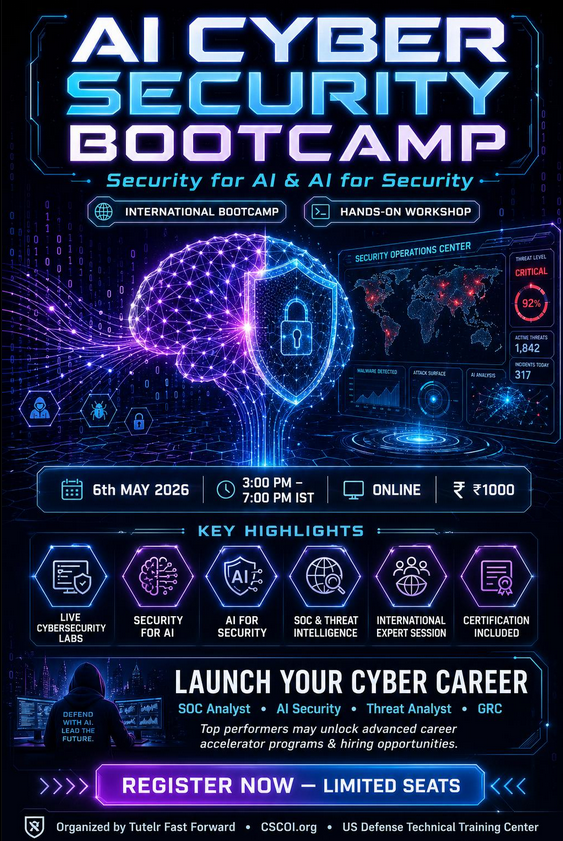 AI CYBER
SECURITY
BOOTCAMP
Security for AI & AI for Security
INTERNATIONAL BOOTCAMP
HANDS-ON WORKSHOP
SECURITY OPERATIONS CENTER
THREAT LEVEL
CRITICAL
92%
ACTIVE THREATS
1,842
INCIDENTS TODAY
317
MALWARE DETECTED
ATTACK SURFACE
AI ANALYSIS
6th MAY 2026
3:00 PM –
7:00 PM IST
ONLINE
₹ ₹1000
KEY HIGHLIGHTS
LIVE
CYBERSECURITY
LABS
SECURITY
FOR AI
AI
AI FOR
SECURITY
SOC & THREAT
INTELLIGENCE
INTERNATIONAL
EXPERT SESSION
CERTIFICATION
INCLUDED
DEFEND
WITH AI.
LEAD THE
FUTURE.
LAUNCH YOUR CYBER CAREER
SOC Analyst • AI Security • Threat Analyst • GRC
Top performers may unlock advanced career
accelerator programs & hiring opportunities.
REGISTER NOW – LIMITED SEATS
Organized by Tutelr Fast Forward • CSCOI.org • US Defense Technical Training Center